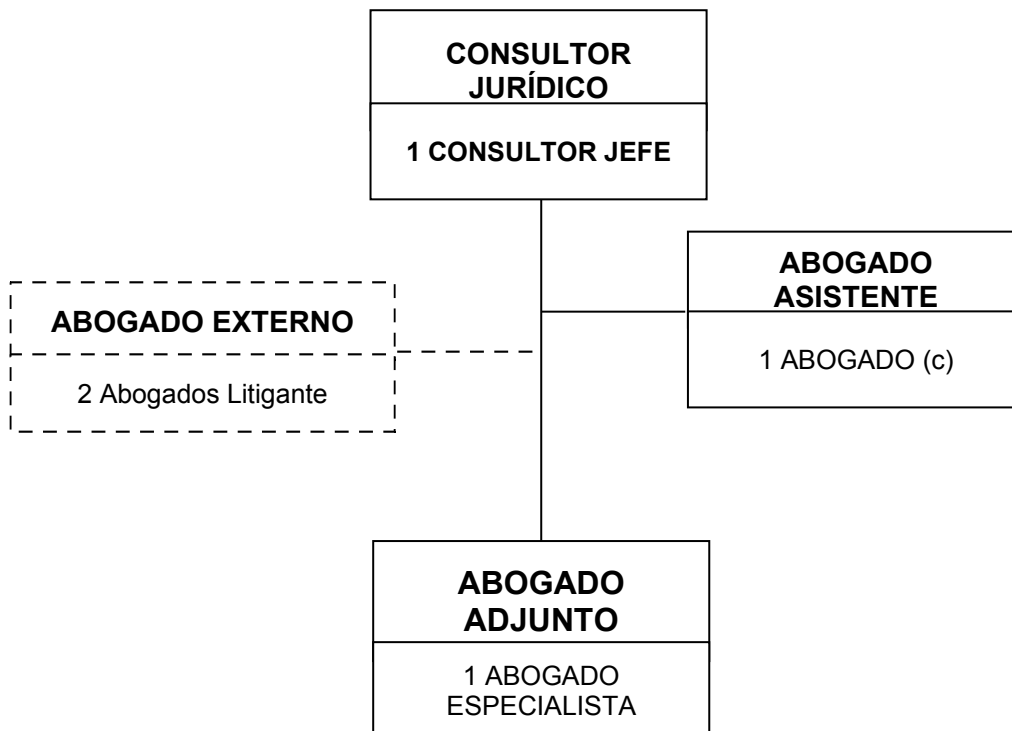 CONSULTOR
JURÍDICO
1 CONSULTOR JEFE
ABOGADO
ASISTENTE
1 ABOGADO (c)
ABOGADO EXTERNO
2 Abogados Litigante
ABOGADO
ADJUNTO
1 ABOGADO
ESPECIALISTA